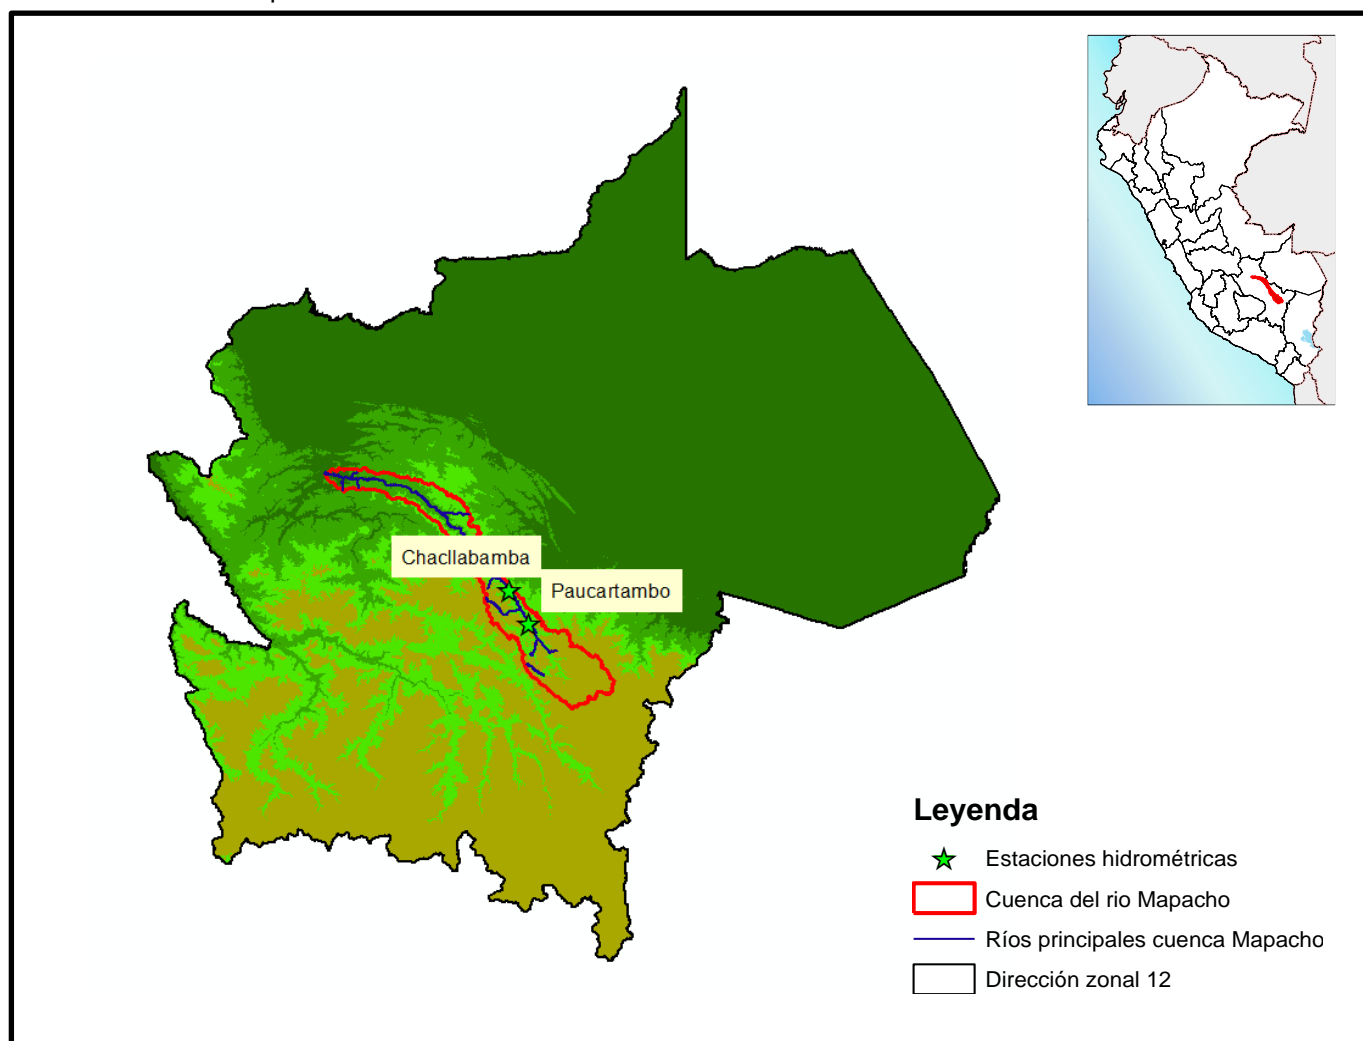 Chacllabamba
Paucartambo
Leyenda
Estaciones hidrométricas
Cuenca del rio Mapacho
Ríos principales cuenca Mapacho
Dirección zonal 12